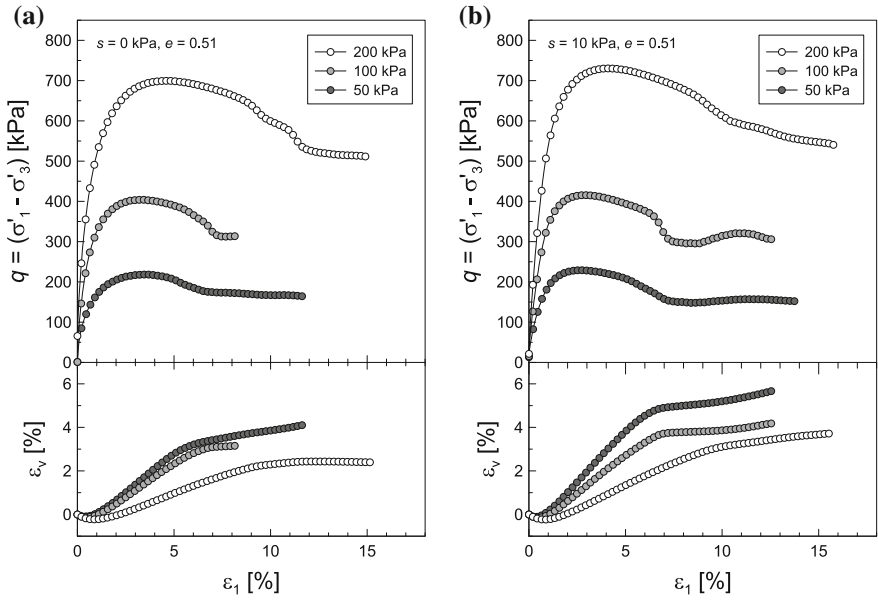 (a)
s = 0 kPa, e = 0.51
200 kPa
100 kPa
50 kPa
q = (σ'1 - σ'3) [kPa]
800
700
600
500
400
300
200
100
0
εv [%]
6
4
2
0
0 5 10 15
ε1 [%]
(b)
s = 10 kPa, e = 0.51
200 kPa
100 kPa
50 kPa
q = (σ'1 - σ'3) [kPa]
800
700
600
500
400
300
200
100
0
εv [%]
6
4
2
0
0 5 10 15
ε1 [%]